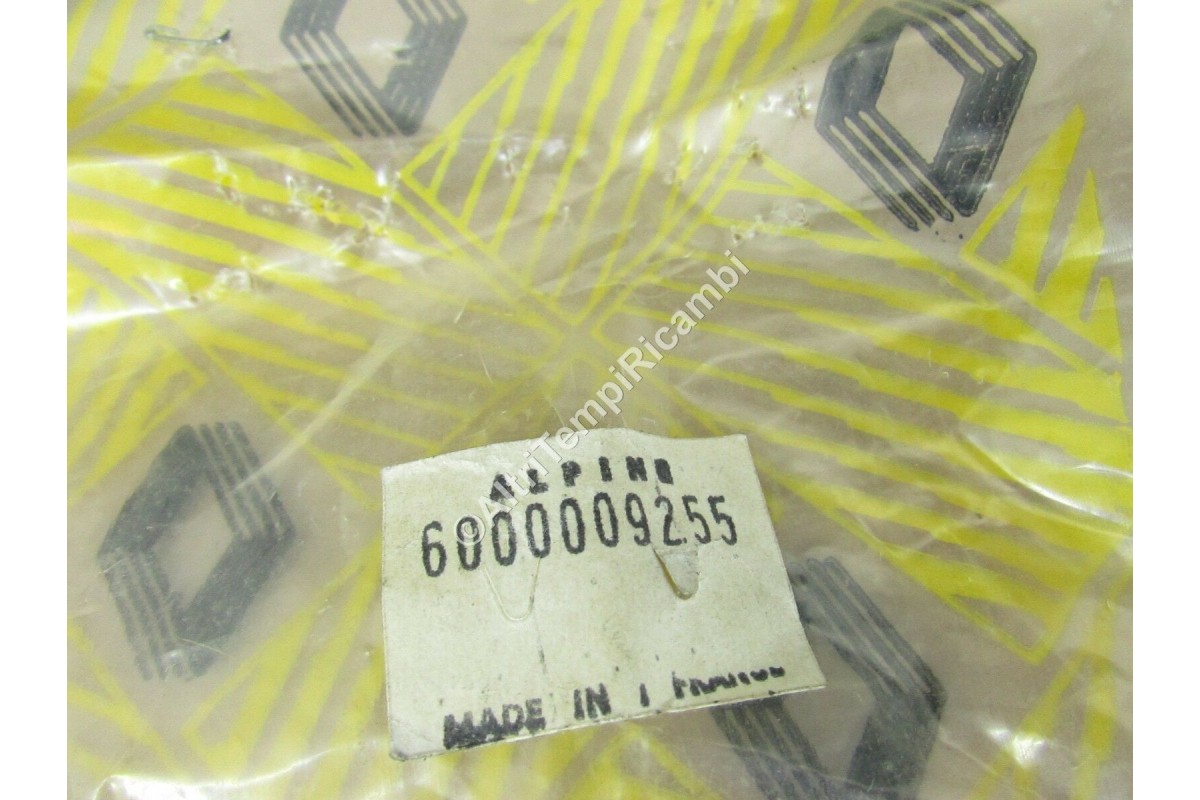 ALPINE
6000009255
MADE IN FRANCE
©AltriTempiRicambi